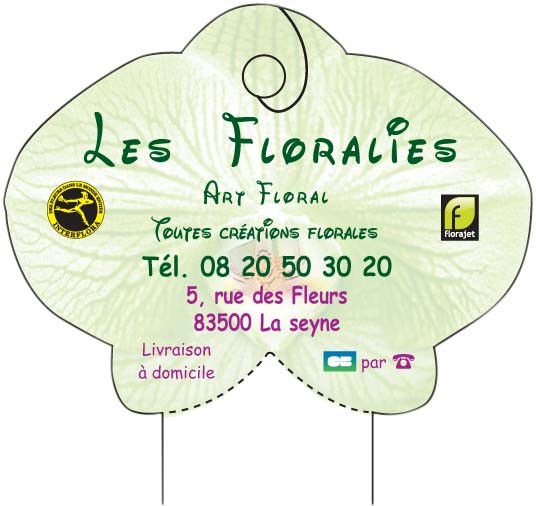 Les Floralies
Art Floral
Toutes créations florales
INTERFLORA
florajet
Tél. 08 20 50 30 20
5, rue des Fleurs
83500 La seyne
Livraison
à domicile
CB par ☎